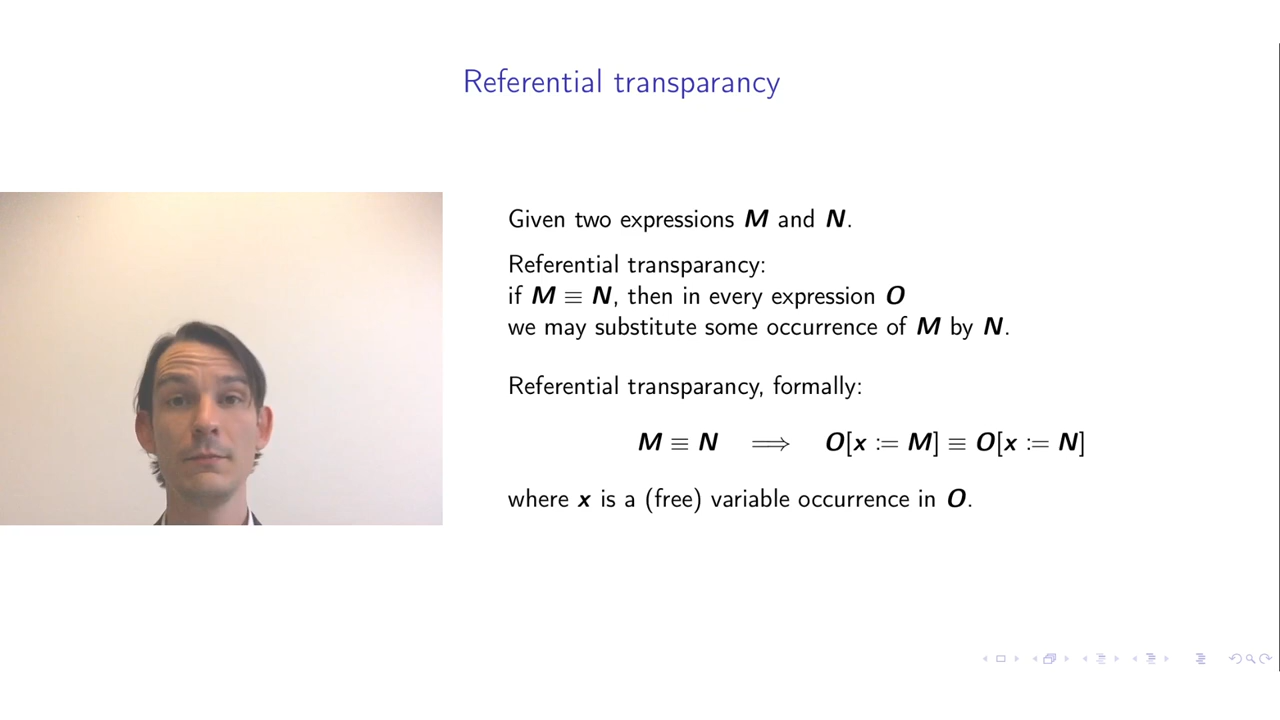 Referential transparancy
Given two expressions M and N.
Referential transparancy:
if M ≡ N, then in every expression O
we may substitute some occurrence of M by N.
Referential transparancy, formally:
M ≡ N ⟹ O[x := M] ≡ O[x := N]
where x is a (free) variable occurrence in O.